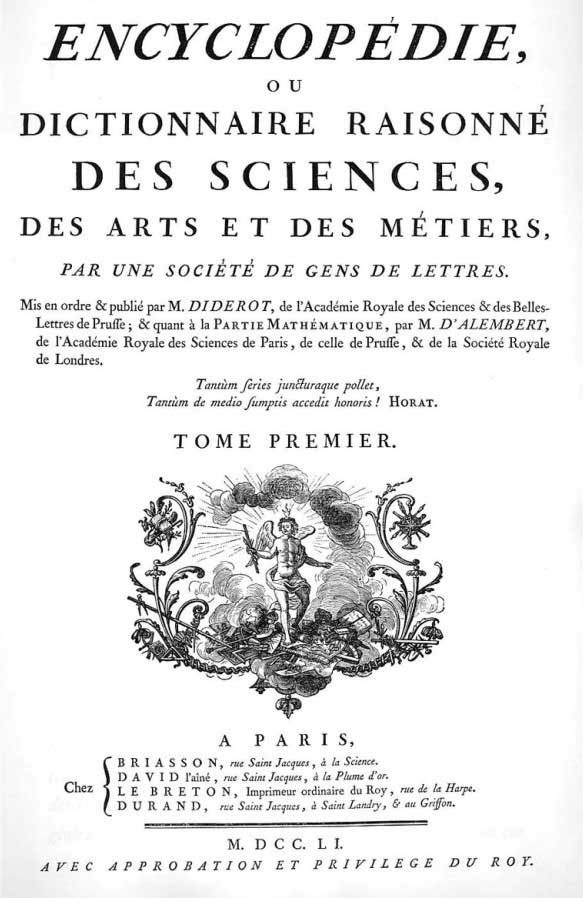 ENCYCLOPÉDIE,
OU
DICTIONNAIRE RAISONNÉ
DES SCIENCES,
DES ARTS ET DES MÉTIERS,
PAR UNE SOCIÉTÉ DE GENS DE LETTRES.
Mis en ordre & publié par M. DIDEROT, de l'Académie Royale des Sciences & des Belles-
Lettres de Pruſſe; & quant à la PARTIE MATHÉMATIQUE, par M. D'ALEMBERT,
de l'Académie Royale des Sciences de Paris, de celle de Pruſſe, & de la Société Royale
de Londres.
Tantùm ſeries juncturaque pollet,
Tantùm de medio ſumptis accedit honoris! HORAT.
TOME PREMIER.
A PARIS,
Chez
BRIASSON, rue Saint Jacques, à la Science.
DAVID l'aîné, rue Saint Jacques, à la Plume d'or.
LE BRETON, Imprimeur ordinaire du Roy, rue de la Harpe.
DURAND, rue Saint Jacques, à Saint Landry, & au Griffon.
M. DCC. LI.
AVEC APPROBATION ET PRIVILEGE DU ROY.